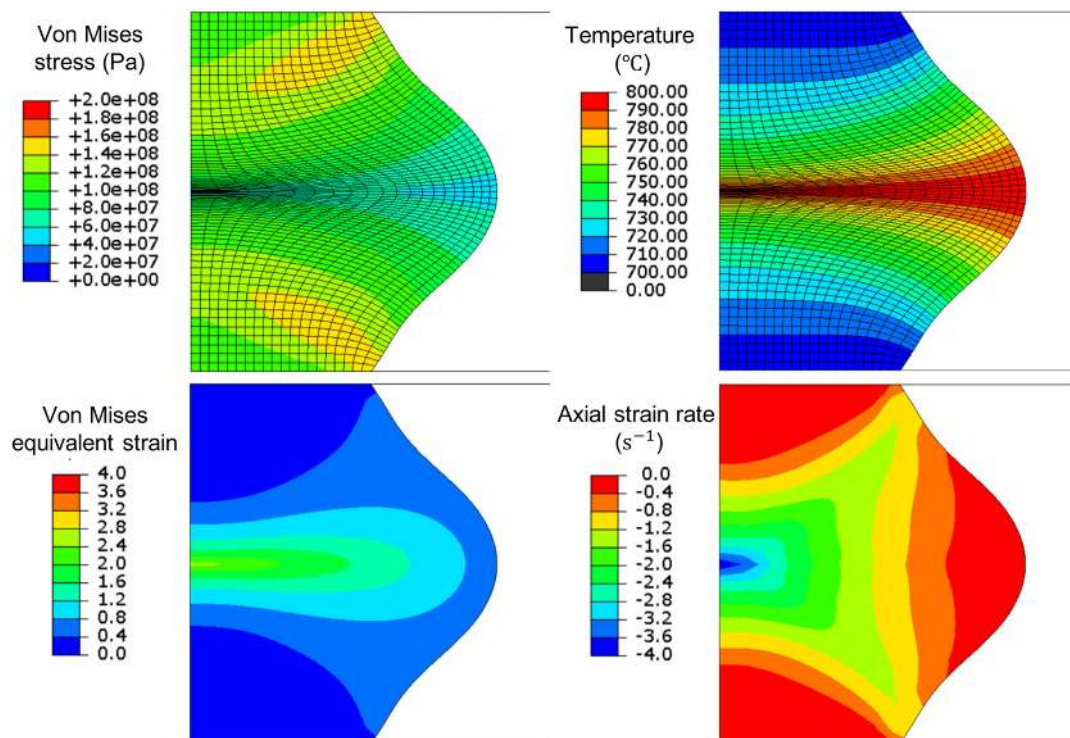 Von Mises
stress (Pa)
+2.0e+08
+1.8e+08
+1.6e+08
+1.4e+08
+1.2e+08
+1.0e+08
+8.0e+07
+6.0e+07
+4.0e+07
+2.0e+07
+0.0e+00
Temperature
(°C)
800.00
790.00
780.00
770.00
760.00
750.00
740.00
730.00
720.00
710.00
700.00
0.00
Von Mises
equivalent strain
4.0
3.6
3.2
2.8
2.4
2.0
1.6
1.2
0.8
0.4
0.0
Axial strain rate
(s⁻¹)
0.0
-0.4
-0.8
-1.2
-1.6
-2.0
-2.4
-2.8
-3.2
-3.6
-4.0